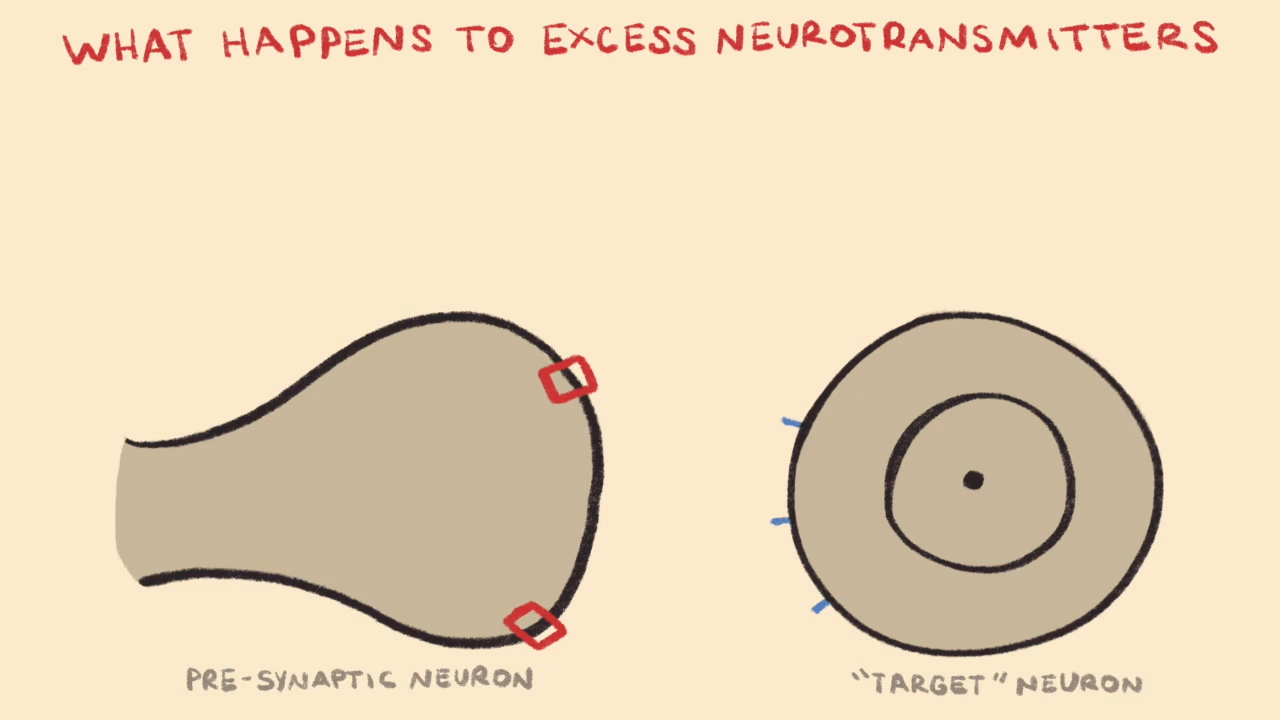 WHAT HAPPENS TO EXCESS NEUROTRANSMITTERS
PRE-SYNAPTIC NEURON
"TARGET" NEURON